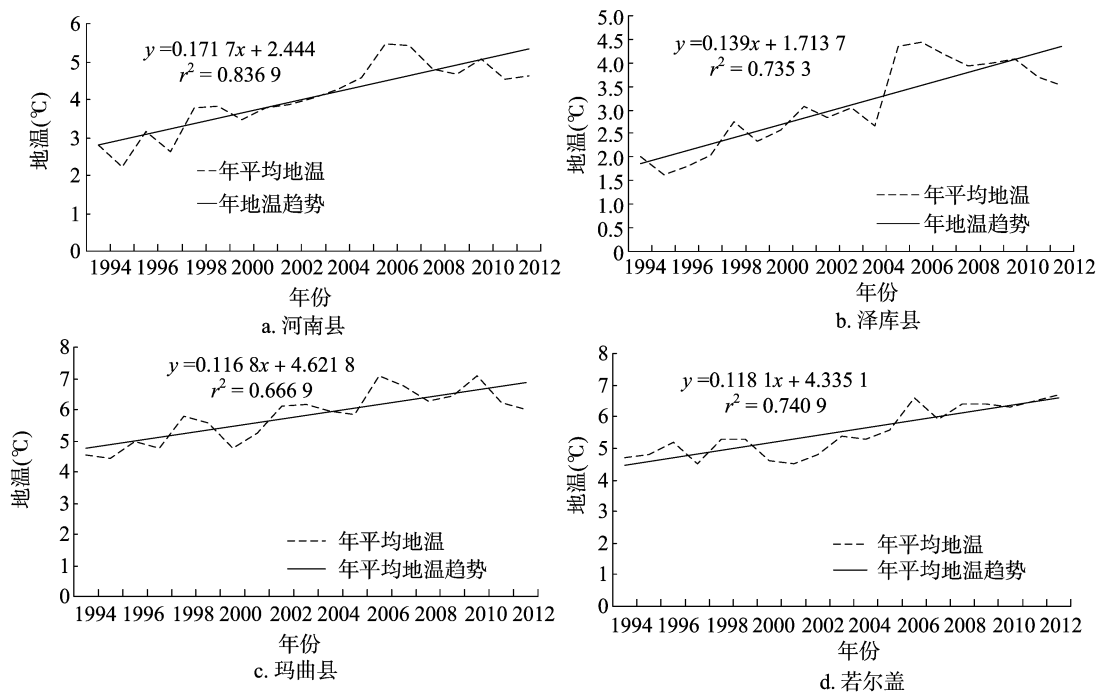 6
5
4
3
2
1
0
地温(℃)
y=0.171 7x + 2.444
r² = 0.836 9
年平均地温
年地温趋势
1994 1996 1998 2000 2002 2004 2006 2008 2010 2012
年份
a. 河南县
5.0
4.5
4.0
3.5
3.0
2.5
2.0
1.5
1.0
0.5
0
地温(℃)
y=0.139x + 1.713 7
r² = 0.735 3
年平均地温
年地温趋势
1994 1996 1998 2000 2002 2004 2006 2008 2010 2012
年份
b. 泽库县
8
7
6
5
4
3
2
1
0
地温(℃)
y=0.116 8x + 4.621 8
r² = 0.666 9
年平均地温
年平均地温趋势
1994 1996 1998 2000 2002 2004 2006 2008 2010 2012
年份
c. 玛曲县
8
7
6
5
4
3
2
1
0
地温(℃)
y=0.118 1x + 4.335 1
r² = 0.740 9
年平均地温
年平均地温趋势
1994 1996 1998 2000 2002 2004 2006 2008 2010 2012
年份
d. 若尔盖